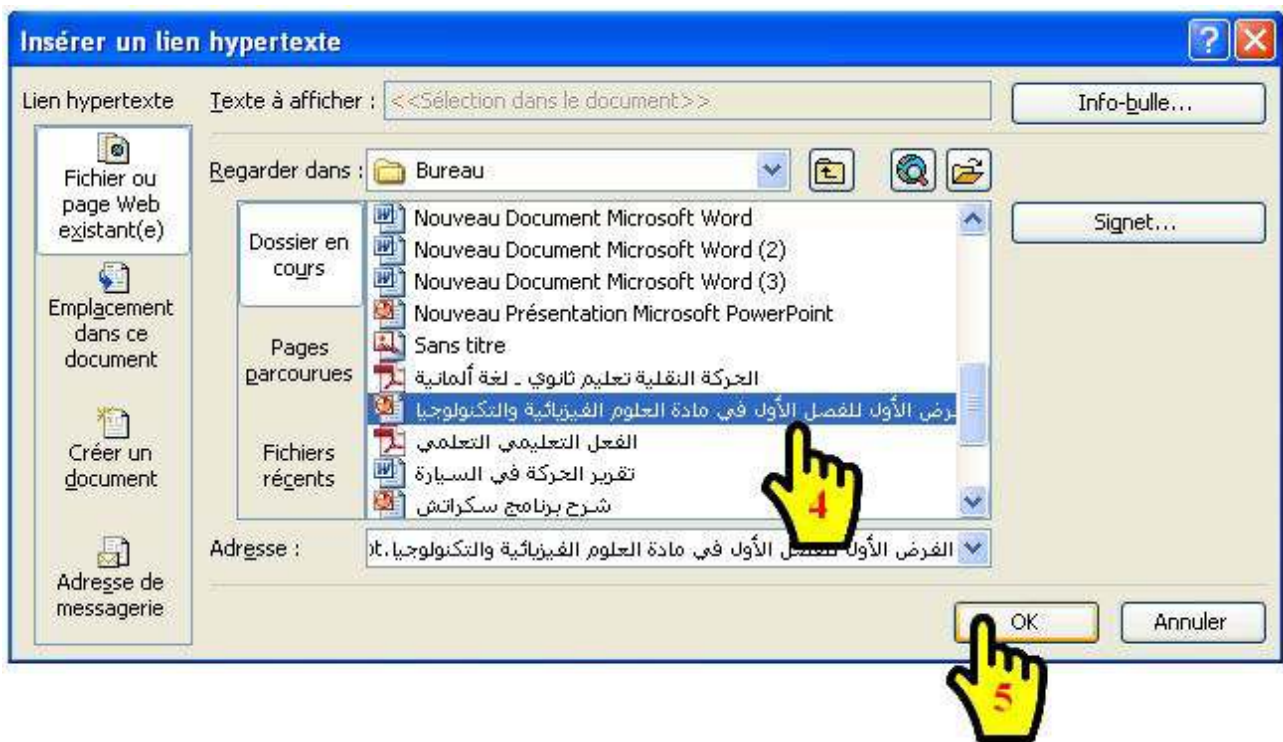 Insérer un lien hypertexte
Lien hypertexte
Texte à afficher : <<Sélection dans le document>>
Info-bulle...
Fichier ou
page Web
existant(e)
Emplacement
dans ce
document
Créer un
document
Adresse de
messagerie
Regarder dans : Bureau
Dossier en
cours
Pages
parcourues
Fichiers
récents
Nouveau Document Microsoft Word
Nouveau Document Microsoft Word (2)
Nouveau Document Microsoft Word (3)
Nouveau Présentation Microsoft PowerPoint
Sans titre
الحركة النقلية تعليم ثانوي ـ لغة ألمانية
الأول للفصل الأول في مادة العلوم الفيزيائية والتكنولوجيا
الفعل التعليمي التعلمي
تقرير الحركة في السيارة
شرح برنامج سكراتش
Signet...
Adresse :
الفرض الأول للفصل الأول في مادة العلوم الفيزيائية والتكنولوجيا
OK
Annuler
4
5